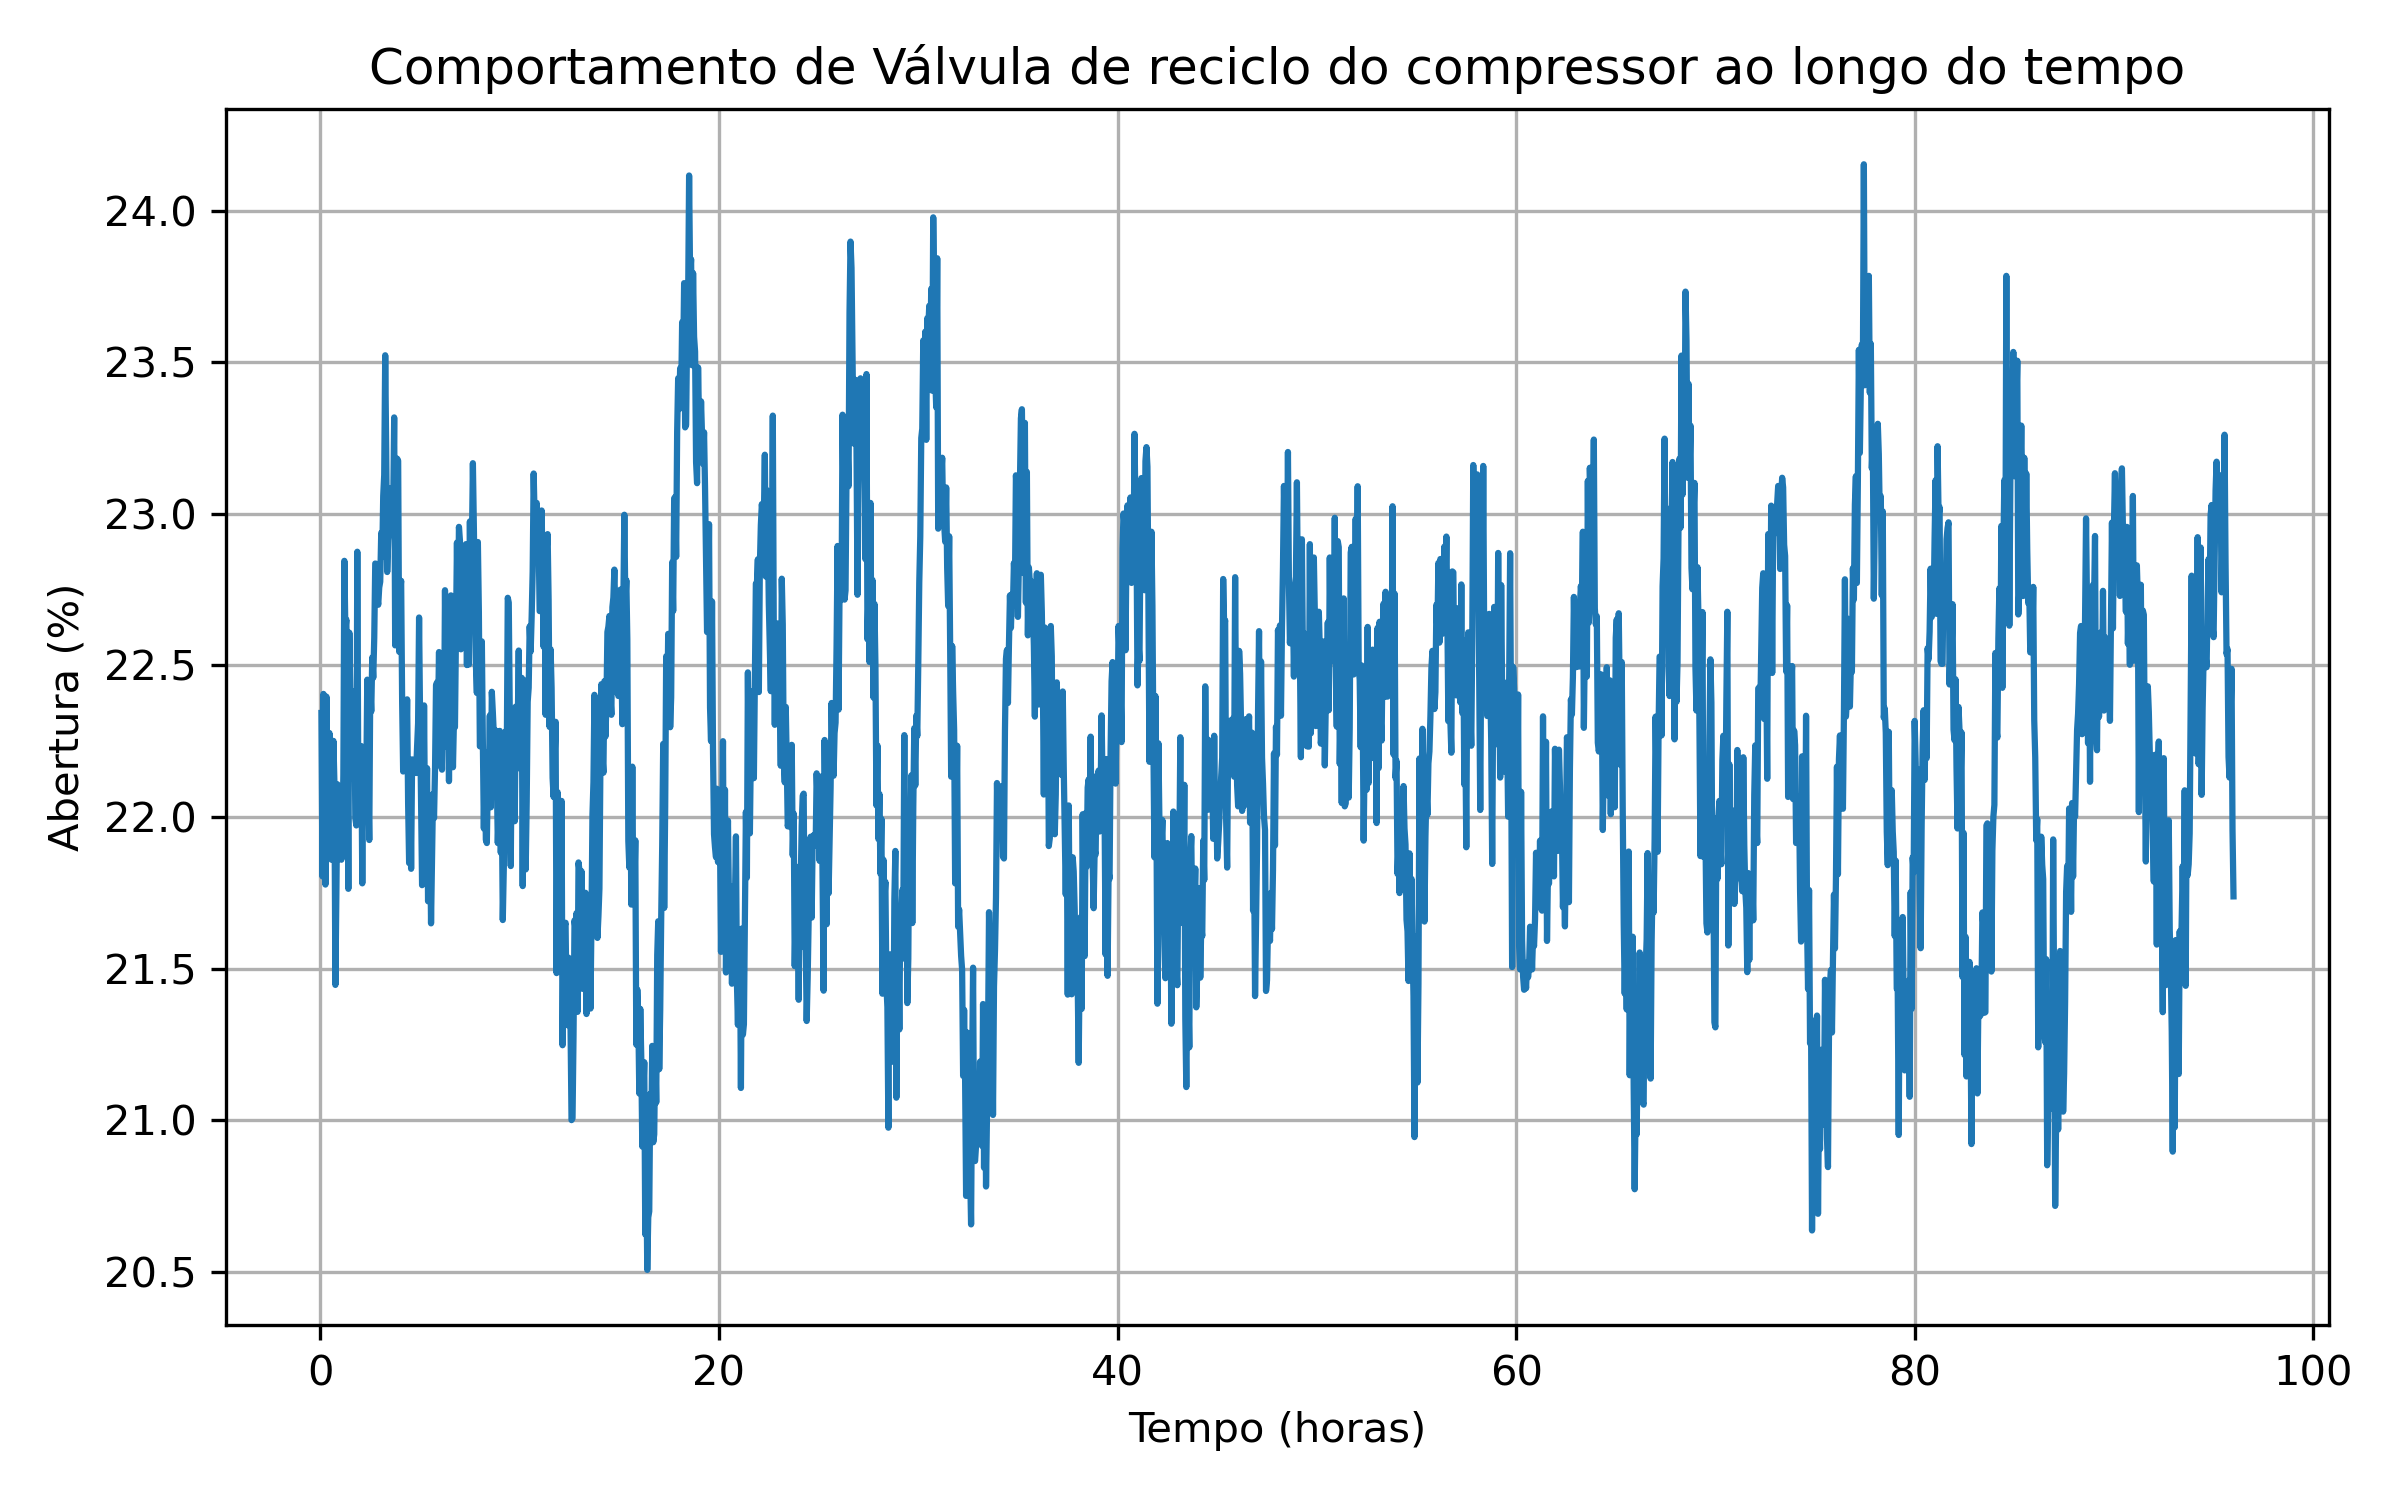 Comportamento de Válvula de reciclo do compressor ao longo do tempo
Abertura (%)
24.0
23.5
23.0
22.5
22.0
21.5
21.0
20.5
0 20 40 60 80 100
Tempo (horas)